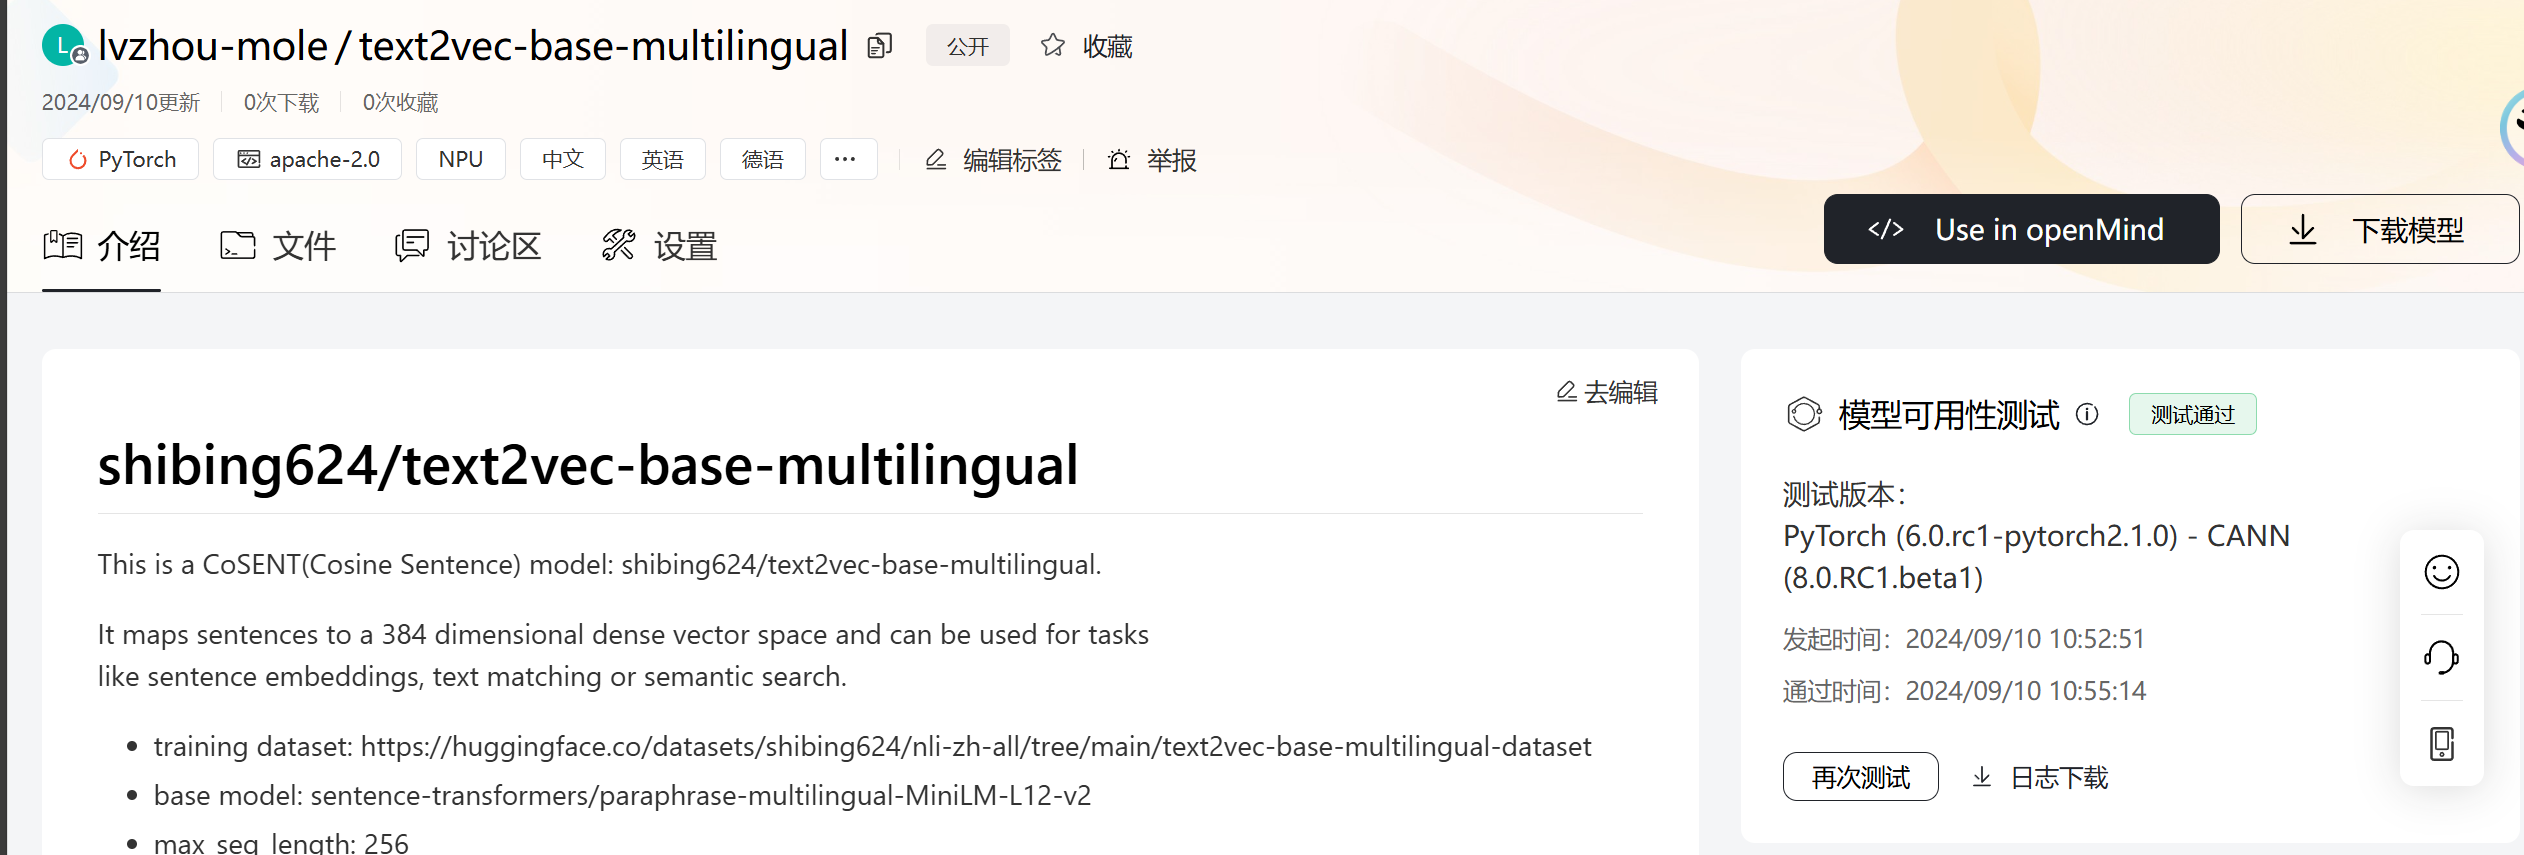 L lvzhou-mole / text2vec-base-multilingual 公开 收藏
2024/09/10更新 0次下载 0次收藏
PyTorch apache-2.0 NPU 中文 英语 德语 ··· 编辑标签 举报
介绍 文件 讨论区 设置
</> Use in openMind 下载模型
去编辑
shibing624/text2vec-base-multilingual
This is a CoSENT(Cosine Sentence) model: shibing624/text2vec-base-multilingual.
It maps sentences to a 384 dimensional dense vector space and can be used for tasks
like sentence embeddings, text matching or semantic search.
• training dataset: https://huggingface.co/datasets/shibing624/nli-zh-all/tree/main/text2vec-base-multilingual-dataset
• base model: sentence-transformers/paraphrase-multilingual-MiniLM-L12-v2
• max_seq_length: 256
模型可用性测试 测试通过
测试版本：
PyTorch (6.0.rc1-pytorch2.1.0) - CANN
(8.0.RC1.beta1)
发起时间：2024/09/10 10:52:51
通过时间：2024/09/10 10:55:14
再次测试 日志下载